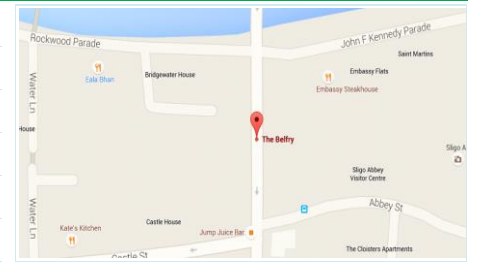 Rockwood Parade
John F Kennedy Parade
Saint Martins
Eala Bhan
Bridgewater House
Embassy Flats
Embassy Steakhouse
Water Ln
House
The Belfry
Sligo A
Sligo Abbey
Visitor Centre
Water Ln
Abbey St
Kate's Kitchen
Castle House
Jump Juice Bar
Castle St
The Cloisters Apartments